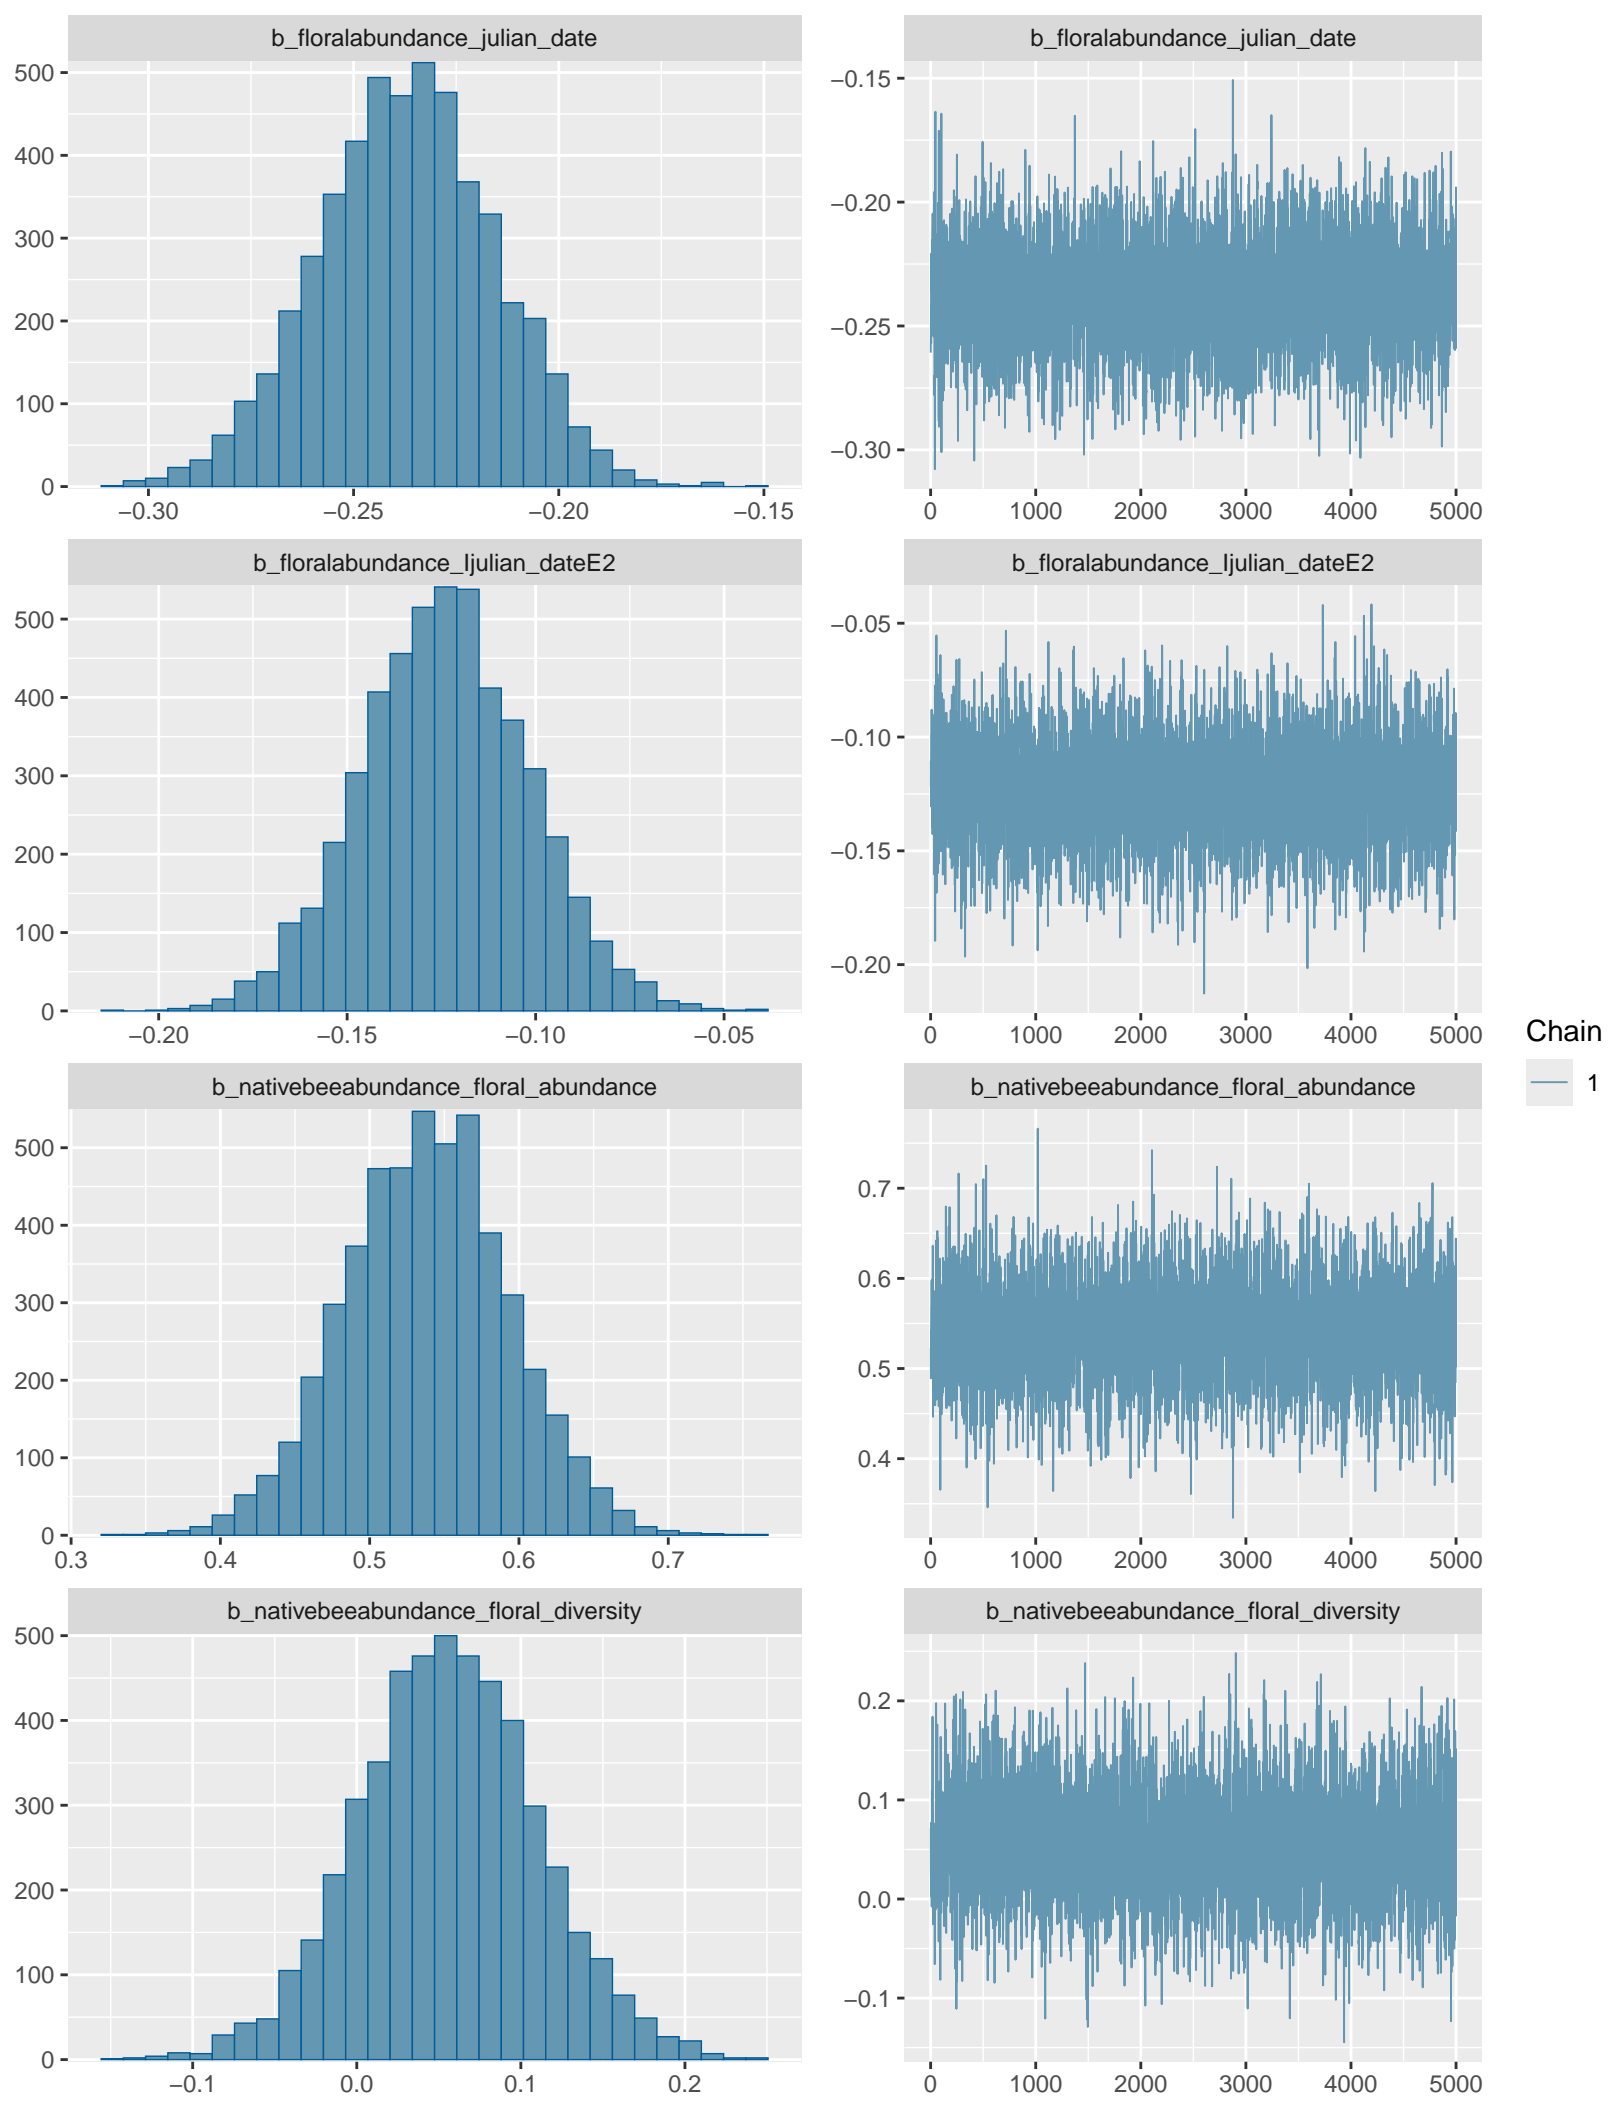 b_floralabundance_julian_date
500
400
300
200
100
0
−0.30 −0.25 −0.20 −0.15
b_floralabundance_julian_date
−0.15
−0.20
−0.25
−0.30
0 1000 2000 3000 4000 5000
b_floralabundance_Ijulian_dateE2
500
400
300
200
100
0
−0.20 −0.15 −0.10 −0.05
b_floralabundance_Ijulian_dateE2
−0.05
−0.10
−0.15
−0.20
0 1000 2000 3000 4000 5000
b_nativebeeabundance_floral_abundance
500
400
300
200
100
0
0.3 0.4 0.5 0.6 0.7
b_nativebeeabundance_floral_abundance
0.7
0.6
0.5
0.4
0 1000 2000 3000 4000 5000
b_nativebeeabundance_floral_diversity
500
400
300
200
100
0
−0.1 0.0 0.1 0.2
b_nativebeeabundance_floral_diversity
0.2
0.1
0.0
−0.1
0 1000 2000 3000 4000 5000
Chain
1